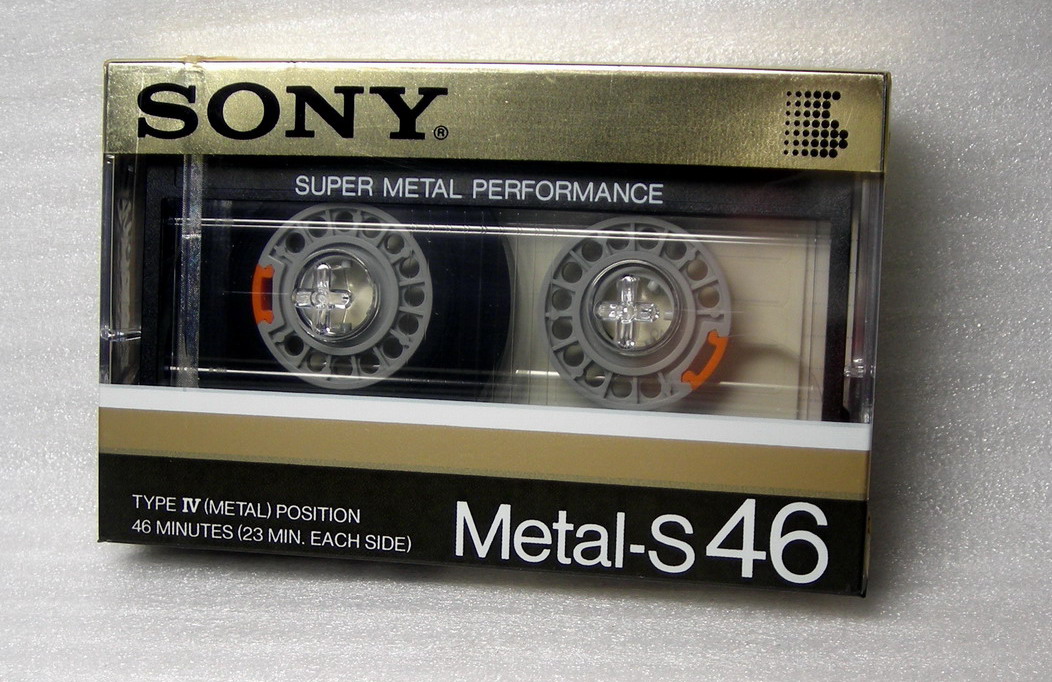 SONY®
SUPER METAL PERFORMANCE
TYPE IV (METAL) POSITION
46 MINUTES (23 MIN. EACH SIDE)
Metal-S 46